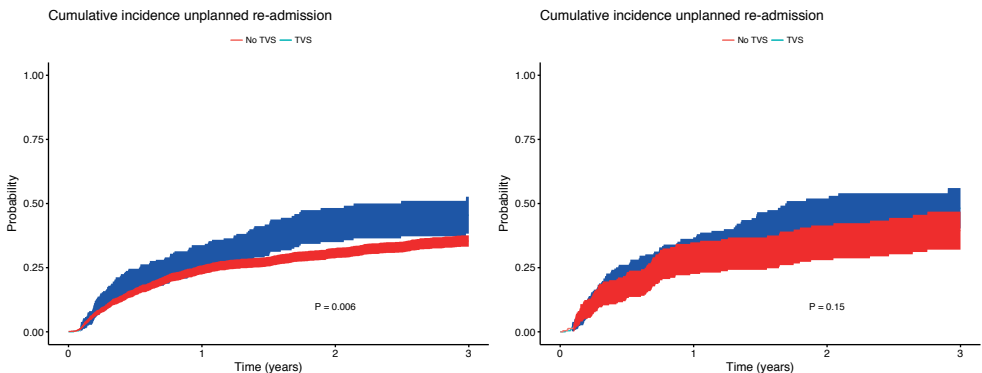 Cumulative incidence unplanned re-admission
No TVS TVS
1.00
0.75
0.50
0.25
0.00
Probability
P = 0.006
0 1 2 3
Time (years)
Cumulative incidence unplanned re-admission
No TVS TVS
1.00
0.75
0.50
0.25
0.00
Probability
P = 0.15
0 1 2 3
Time (years)